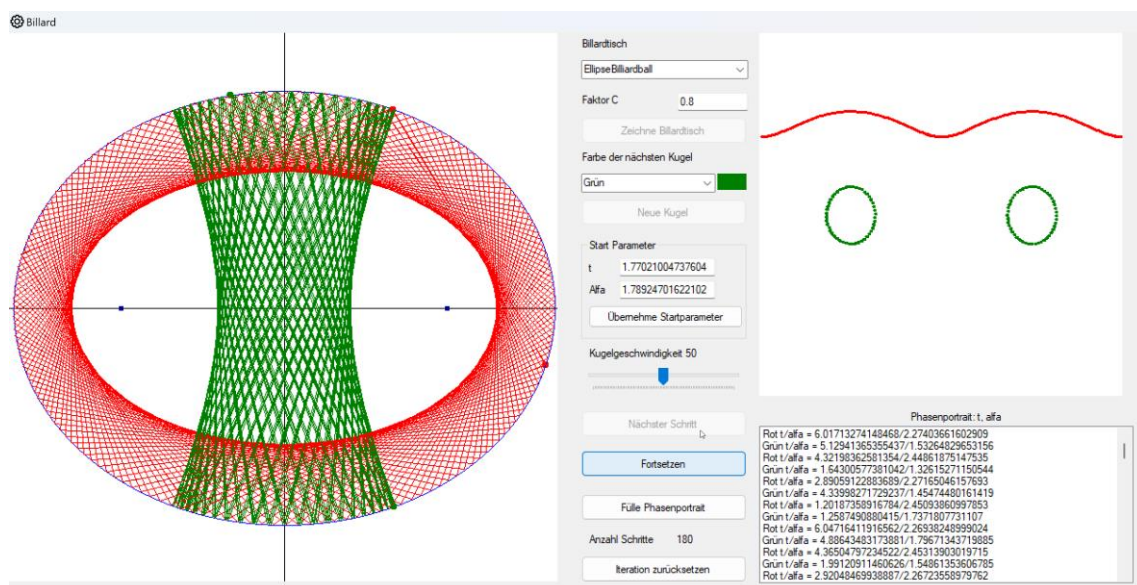 Billard
Billardtisch
EllipseBilliardball
Faktor C
0.8
Zeichne Billardtisch
Farbe der nächsten Kugel
Grün
Neue Kugel
Start Parameter
t
1.77021004737604
Alfa
1.78924701622102
Übernehme Startparameter
Kugelgeschwindigkeit 50
Nächster Schritt
Fortsetzen
Fülle Phasenportrait
Anzahl Schritte 180
Iteration zurücksetzen
Phasenportrait: t, alfa
Rot t/alfa = 6.01713274148468/2.27403661602909
Grün t/alfa = 5.12941365355437/1.53264829653156
Rot t/alfa = 4.32198362581354/2.44861875147535
Grün t/alfa = 1.64300577381042/1.32615271150544
Rot t/alfa = 2.89059122883689/2.27165046157693
Grün t/alfa = 4.33998271729237/1.45474480161419
Rot t/alfa = 1.20187358916784/2.45093860997853
Grün t/alfa = 1.2587490880415/1.7371807731107
Rot t/alfa = 6.04716411916562/2.26938248999024
Grün t/alfa = 4.88643483173881/1.79671343719885
Rot t/alfa = 4.36504797234522/2.45313903019715
Grün t/alfa = 1.99120911460626/1.54861353606785
Rot t/alfa = 2.92048469938887/2.26723558979762